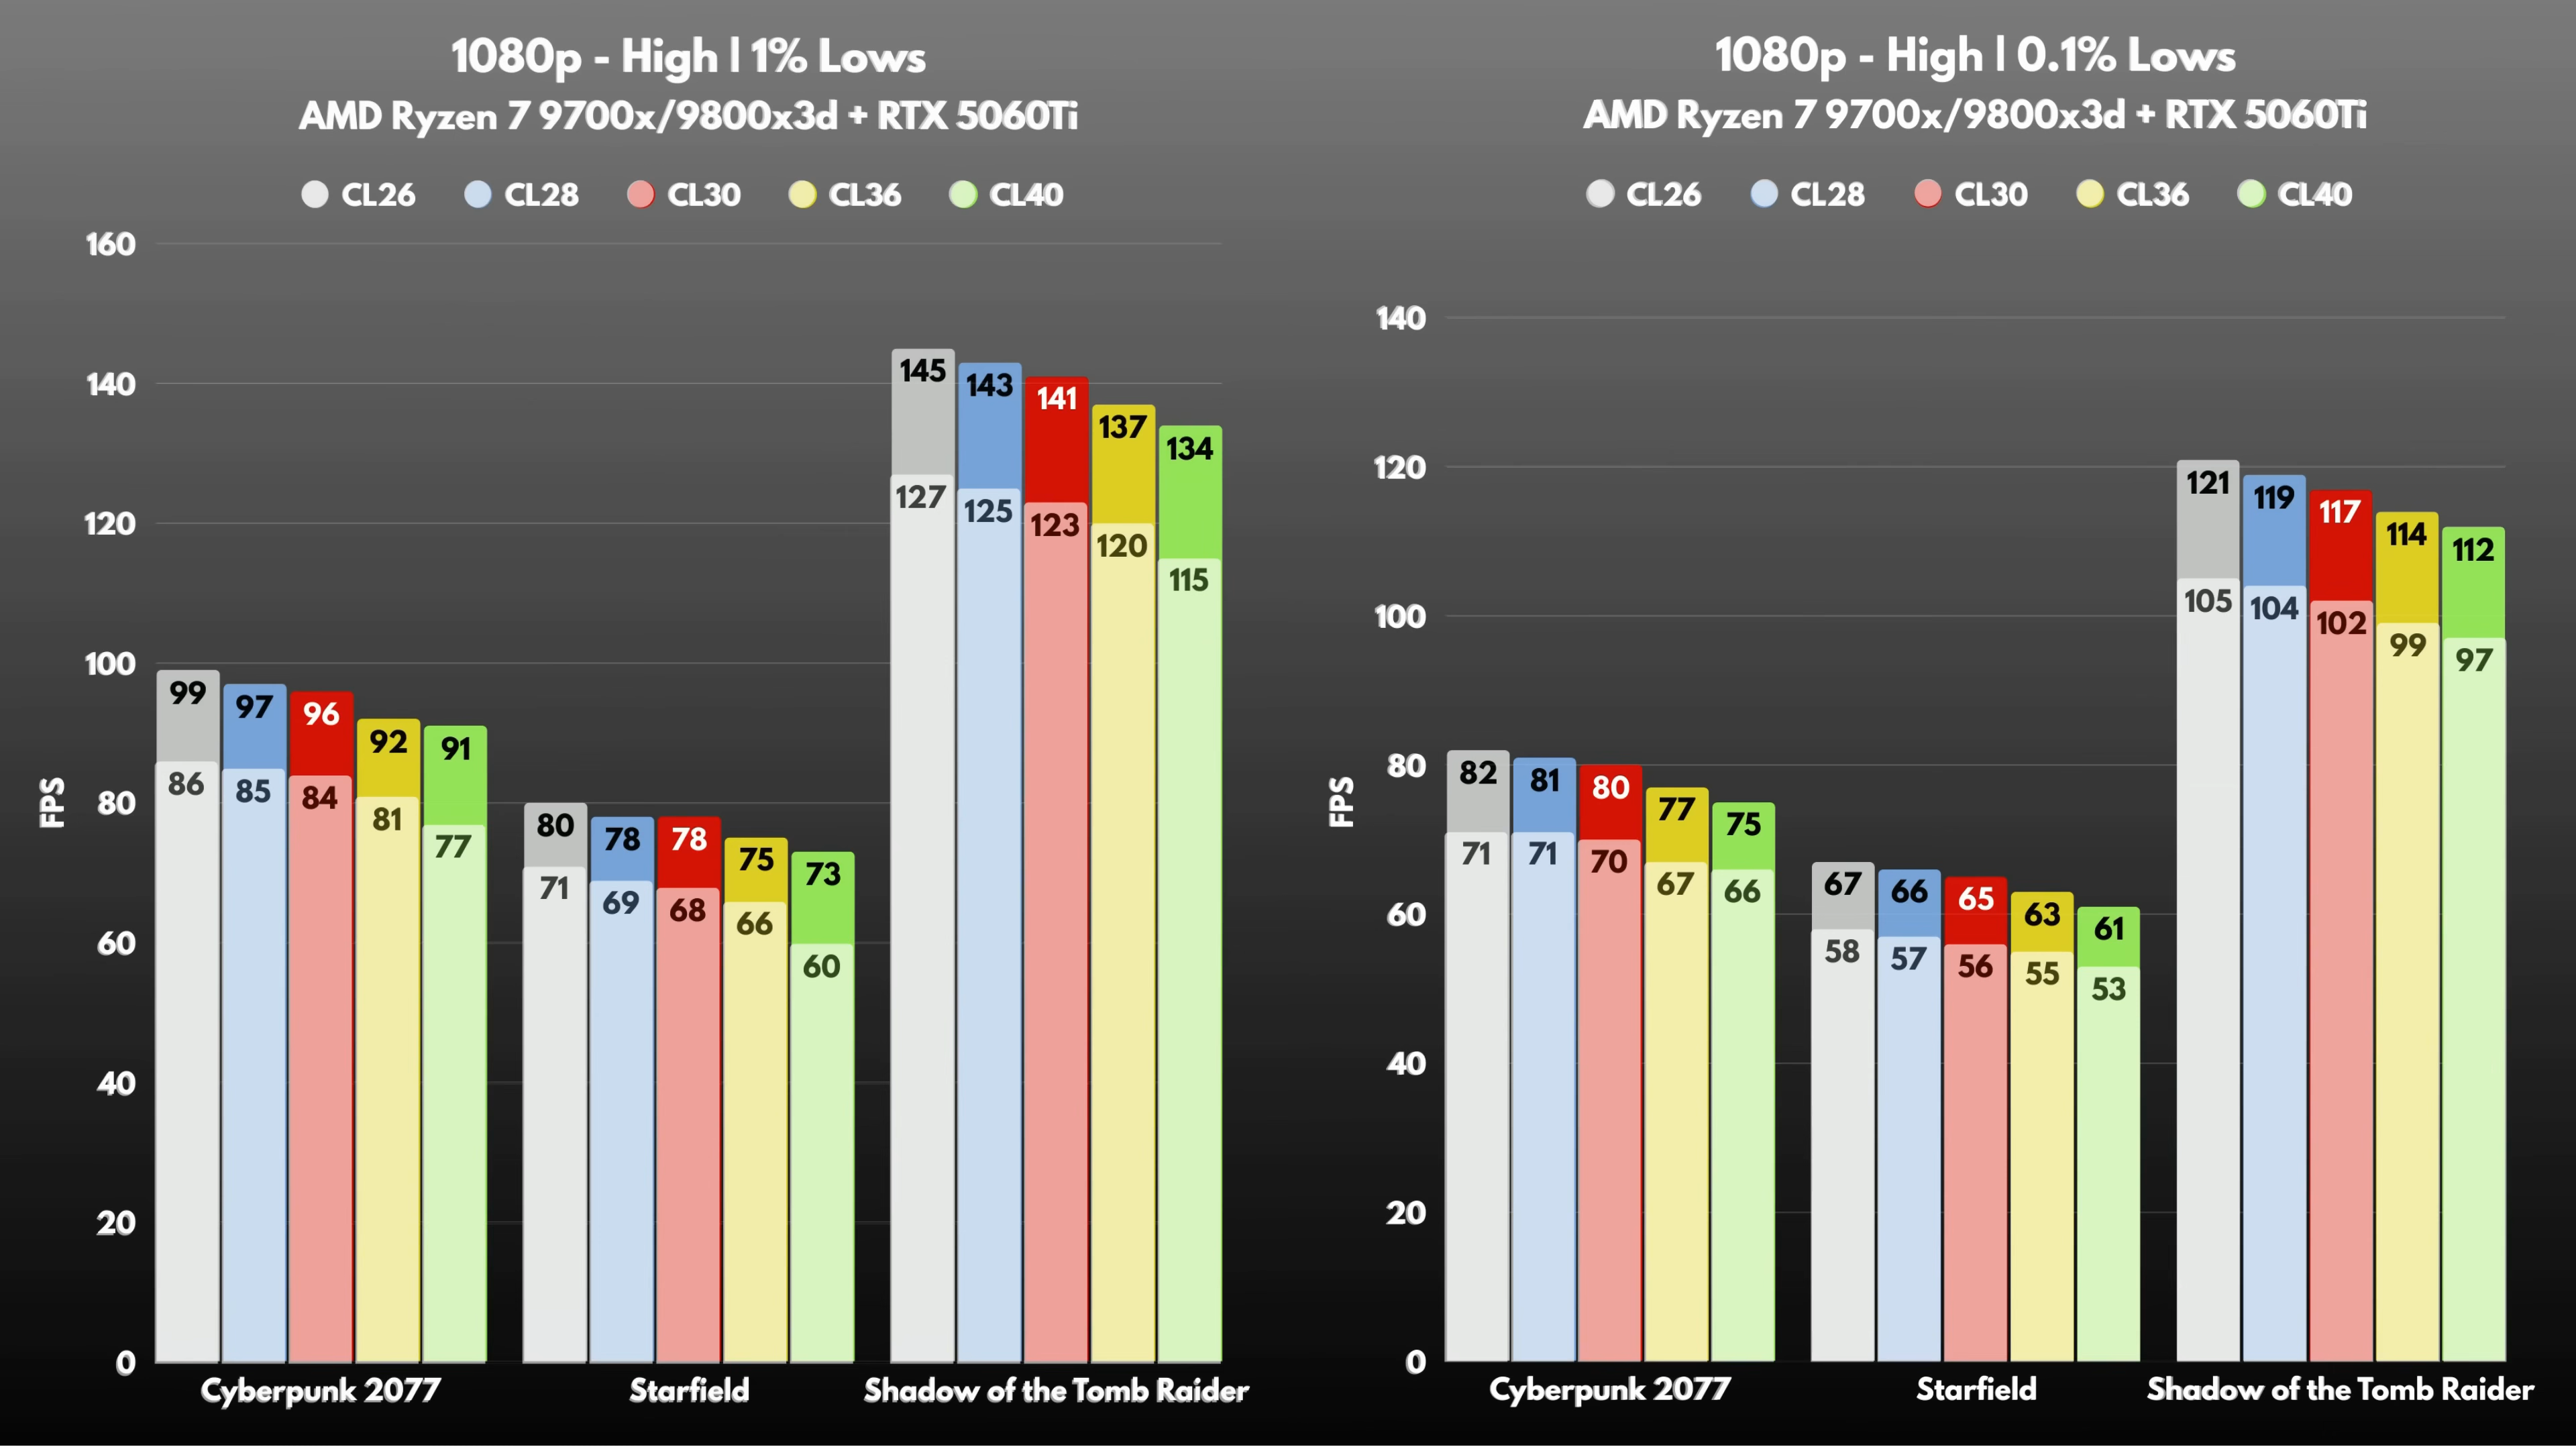 1080p - High | 1% Lows
AMD Ryzen 7 9700x/9800x3d + RTX 5060Ti
CL26 CL28 CL30 CL36 CL40
160
140
120
100
80
60
40
20
0
FPS
145 143 141 137 134
127 125 123 120 115
99 97 96 92 91
86 85 84 81 77
80 78 78 75 73
71 69 68 66 60
Cyberpunk 2077 Starfield Shadow of the Tomb Raider
1080p - High | 0.1% Lows
AMD Ryzen 7 9700x/9800x3d + RTX 5060Ti
CL26 CL28 CL30 CL36 CL40
140
120
100
80
60
40
20
0
FPS
121 119 117 114 112
105 104 102 99 97
82 81 80 77 75
71 71 70 67 66
67 66 65 63 61
58 57 56 55 53
Cyberpunk 2077 Starfield Shadow of the Tomb Raider